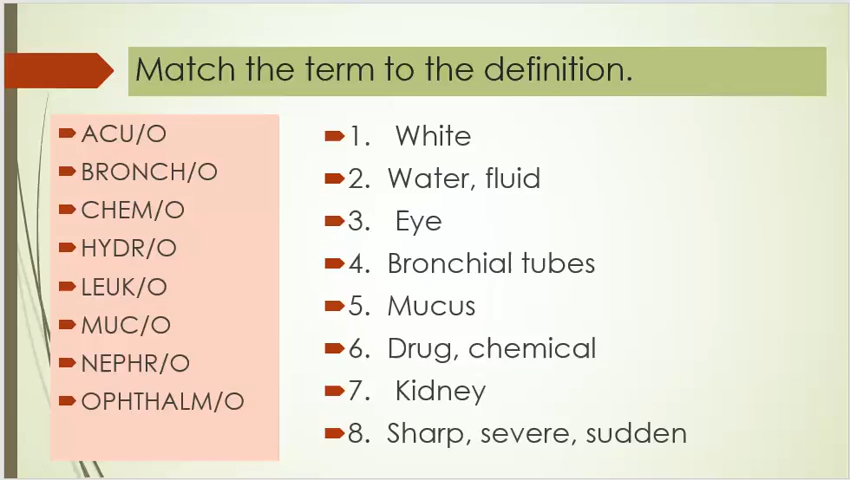 Match the term to the definition.
ACU/O
BRONCH/O
CHEM/O
HYDR/O
LEUK/O
MUC/O
NEPHR/O
OPHTHALM/O
1. White
2. Water, fluid
3. Eye
4. Bronchial tubes
5. Mucus
6. Drug, chemical
7. Kidney
8. Sharp, severe, sudden